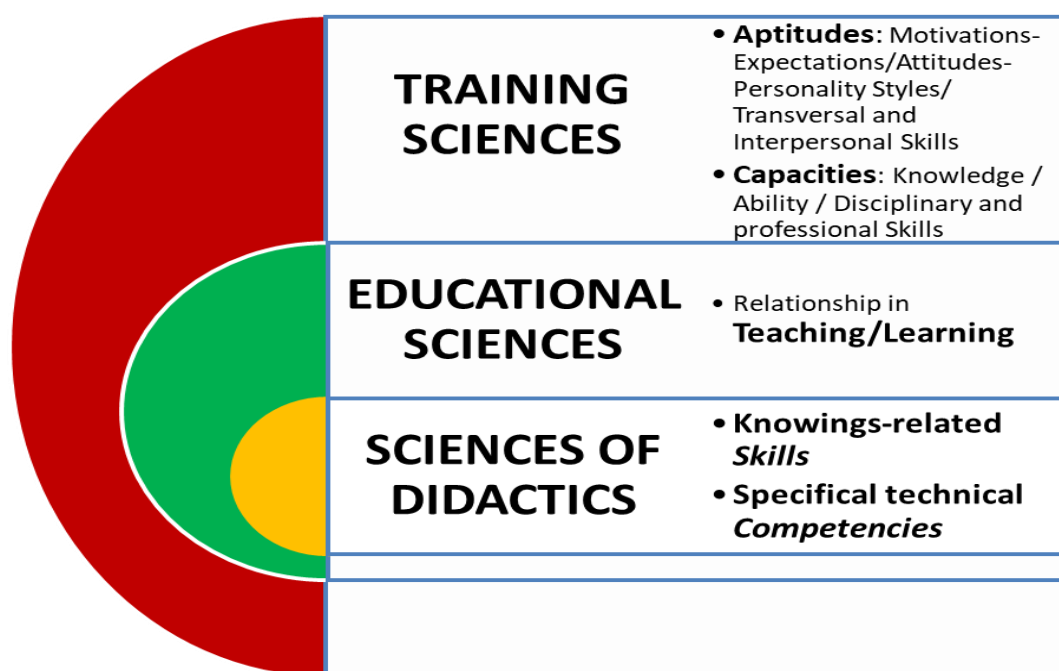 TRAINING
SCIENCES
• Aptitudes: Motivations-
Expectations/Attitudes-
Personality Styles/
Transversal and
Interpersonal Skills
• Capacities: Knowledge /
Ability / Disciplinary and
professional Skills
EDUCATIONAL
SCIENCES
• Relationship in
Teaching/Learning
SCIENCES OF
DIDACTICS
• Knowings-related
Skills
• Specifical technical
Competencies